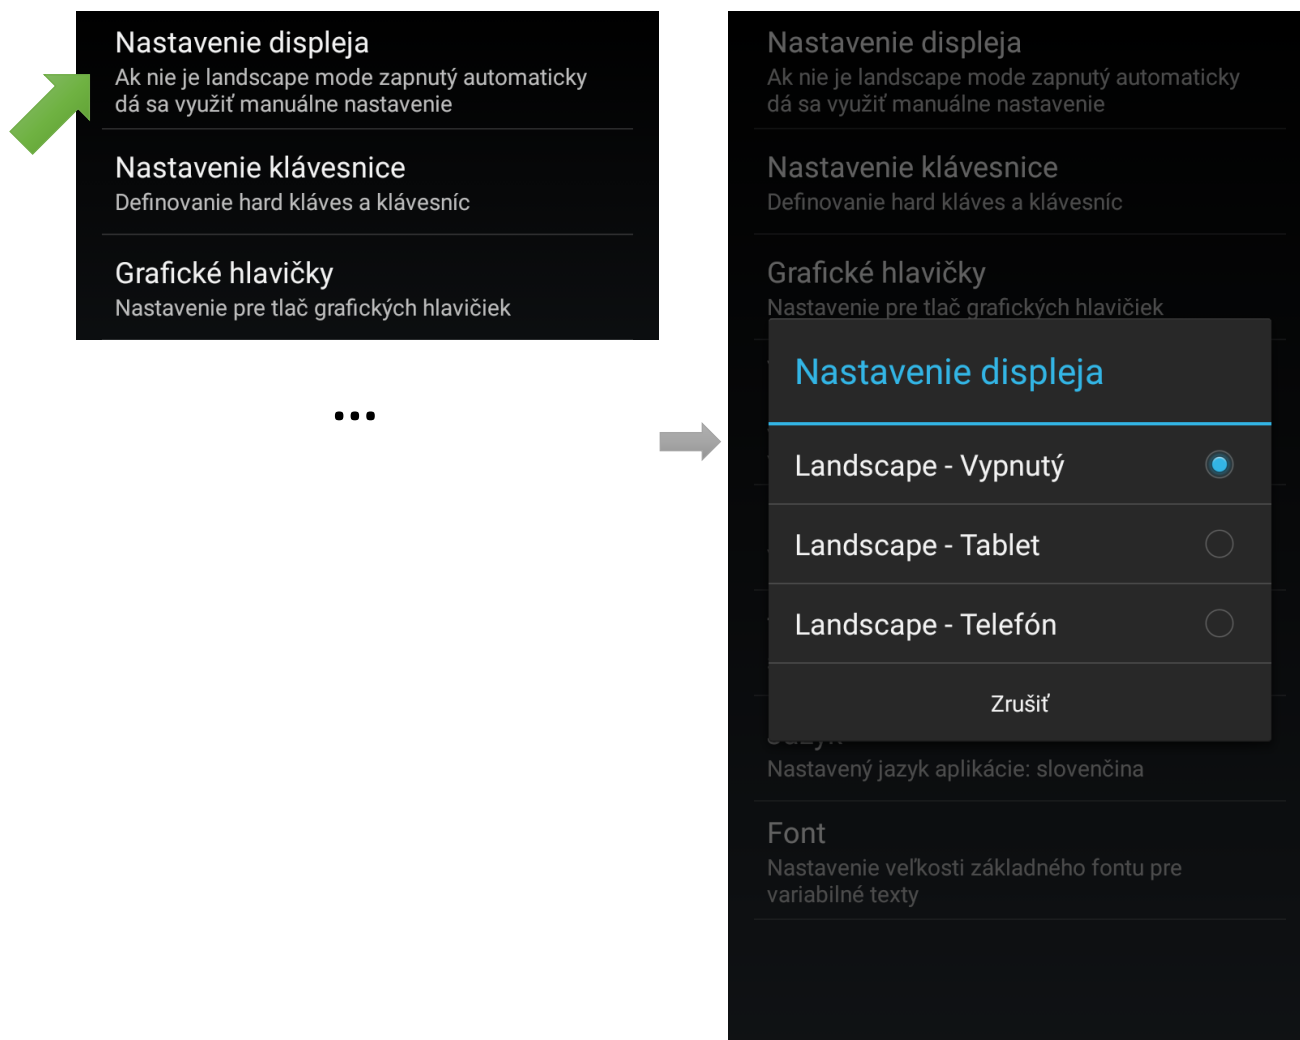 Nastavenie displeja
Ak nie je landscape mode zapnutý automaticky
dá sa využiť manuálne nastavenie
Nastavenie klávesnice
Definovanie hard kláves a klávesníc
Grafické hlavičky
Nastavenie pre tlač grafických hlavičiek
...
Nastavenie displeja
Ak nie je landscape mode zapnutý automaticky
dá sa využiť manuálne nastavenie
Nastavenie klávesnice
Definovanie hard kláves a klávesníc
Grafické hlavičky
Nastavenie pre tlač grafických hlavičiek
Nastavenie displeja
Landscape - Vypnutý
Landscape - Tablet
Landscape - Telefón
Zrušiť
Nastavený jazyk aplikácie: slovenčina
Font
Nastavenie veľkosti základného fontu pre
variabilné texty